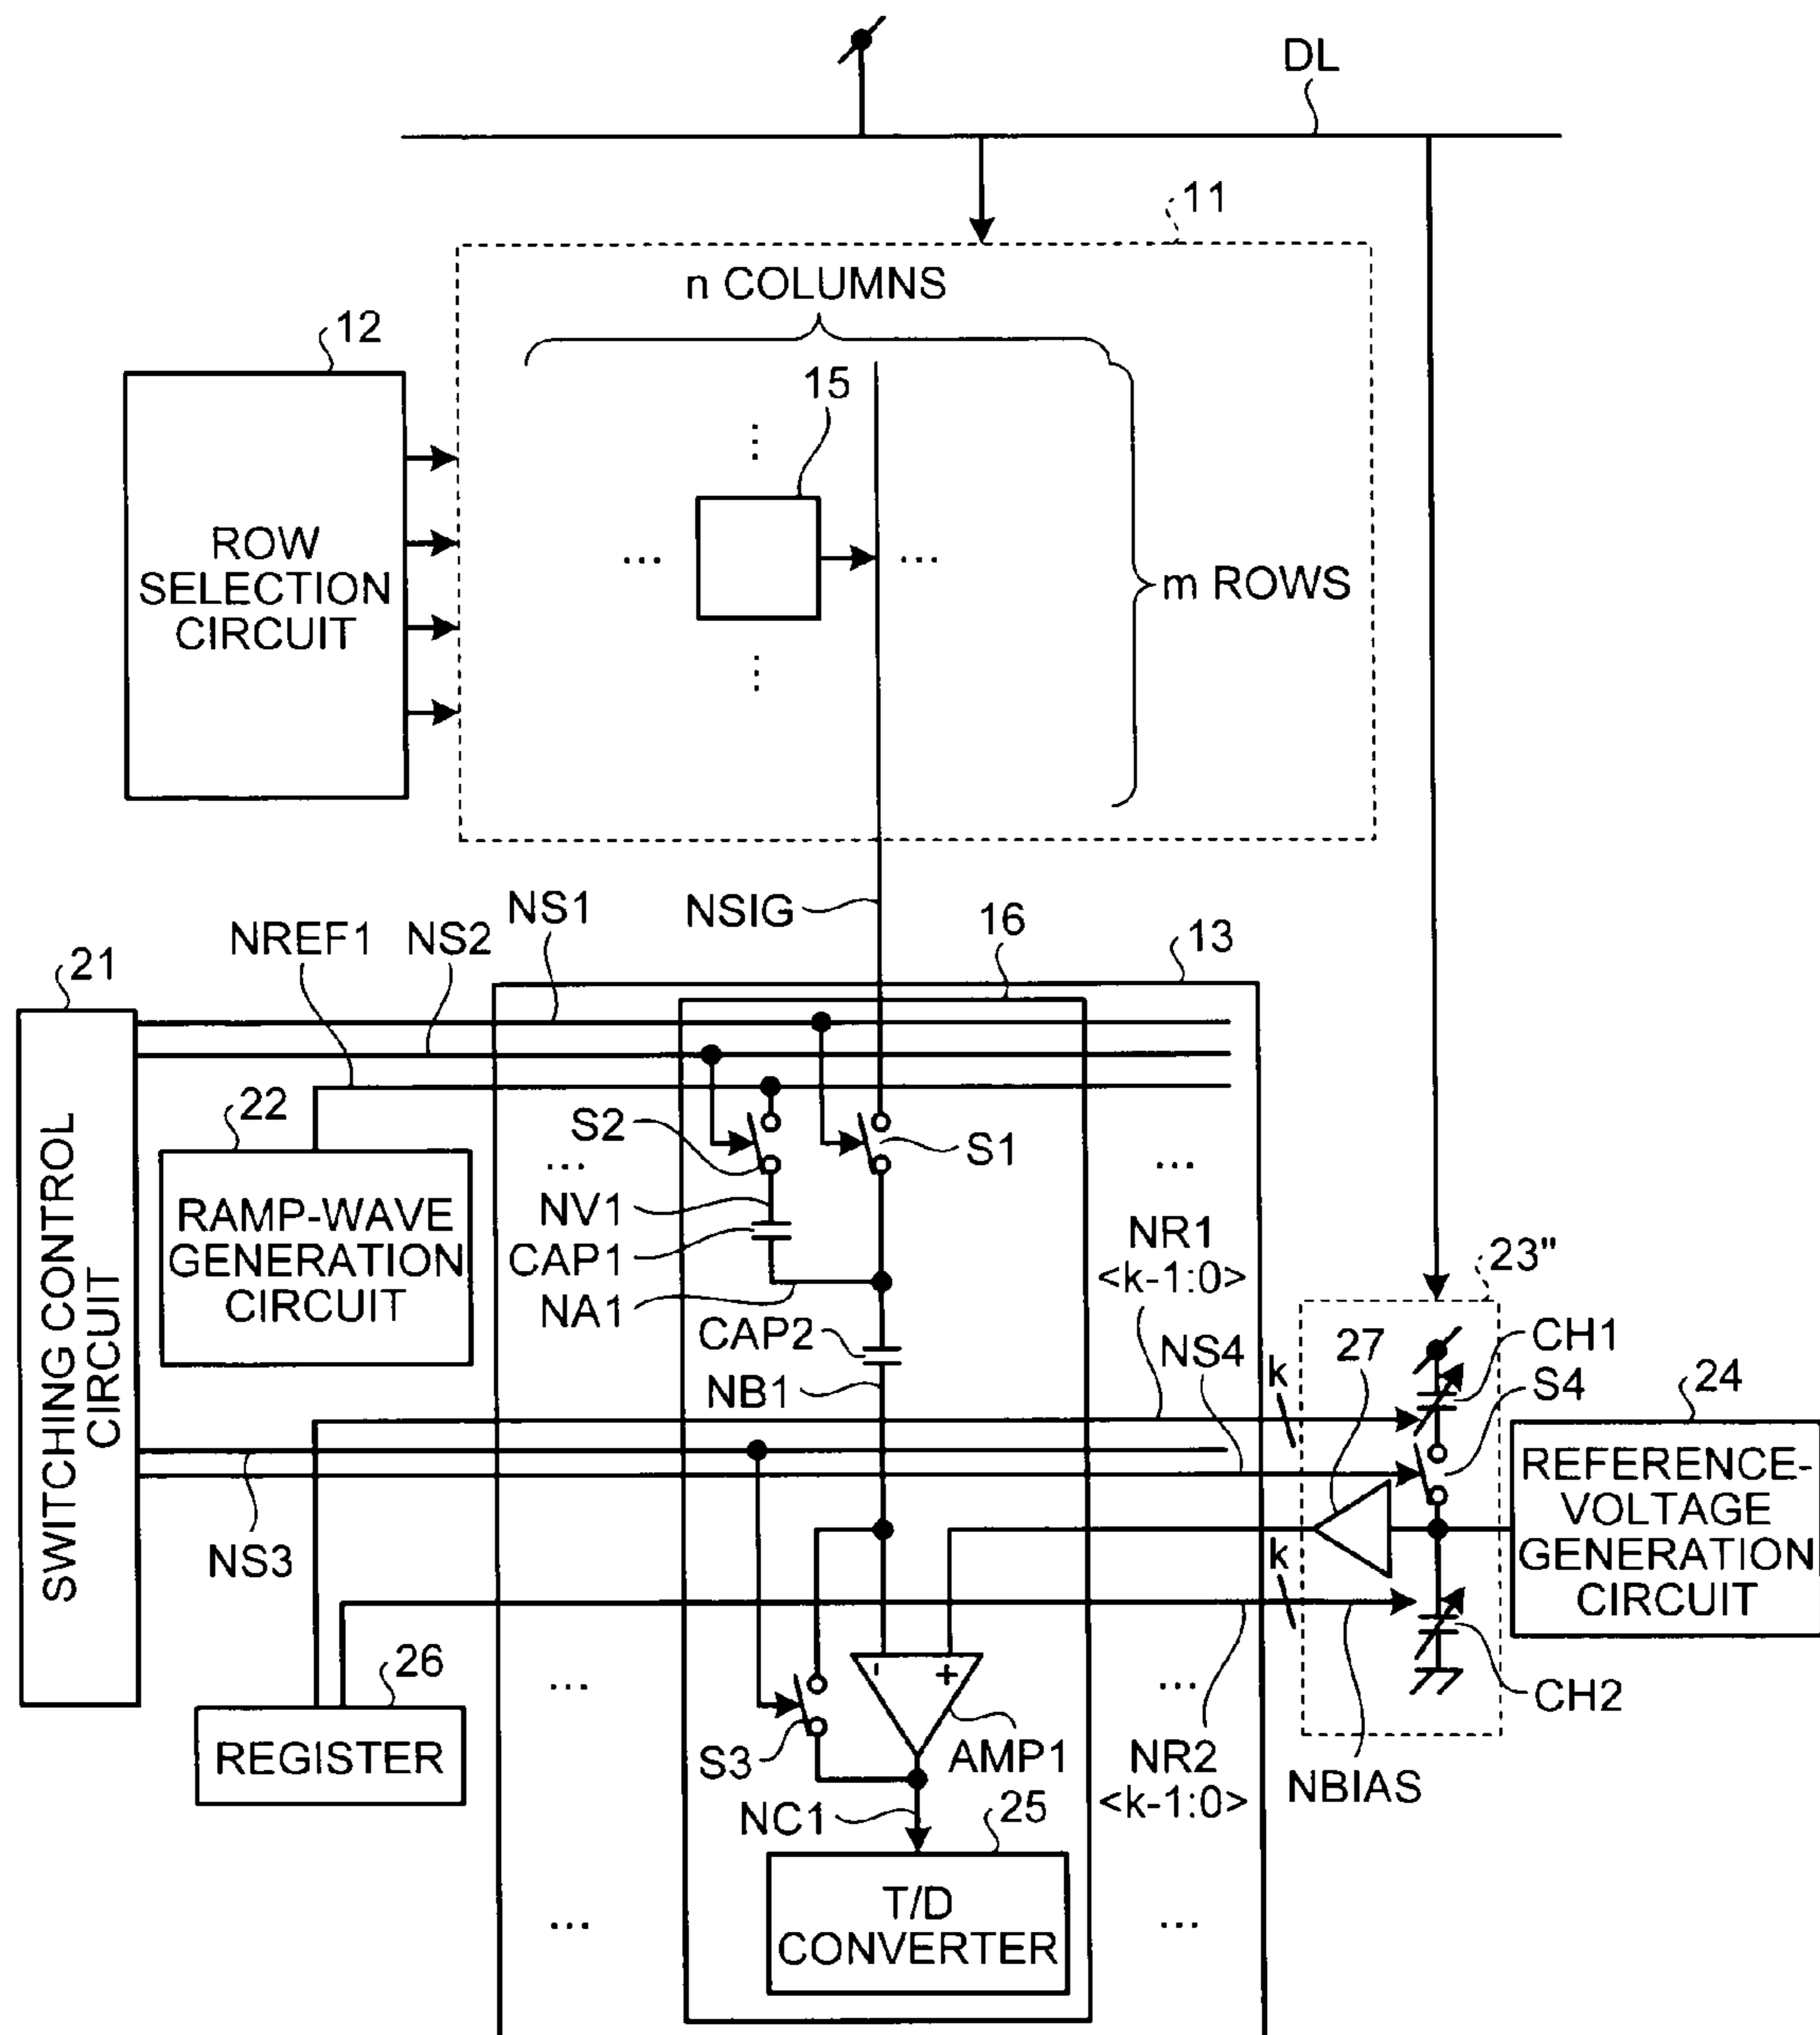 DL
11
n COLUMNS
12
15
...
ROW
SELECTION
CIRCUIT
... ...
m ROWS
...
NS1
NSIG
16
13
NREF1
NS2
21
22
S2
S1
... ...
RAMP-WAVE
GENERATION
CIRCUIT
SWITCHING CONTROL
CIRCUIT
NV1
CAP1
NA1
NR1
<k-1:0>
23"
CAP2
NS4
27
CH1
S4
24
k
NB1
REFERENCE-
VOLTAGE
GENERATION
CIRCUIT
NS3
k
26
- +
... ...
REGISTER
S3
AMP1
NR2
<k-1:0>
NBIAS
CH2
NC1
25
T/D
CONVERTER
... ...